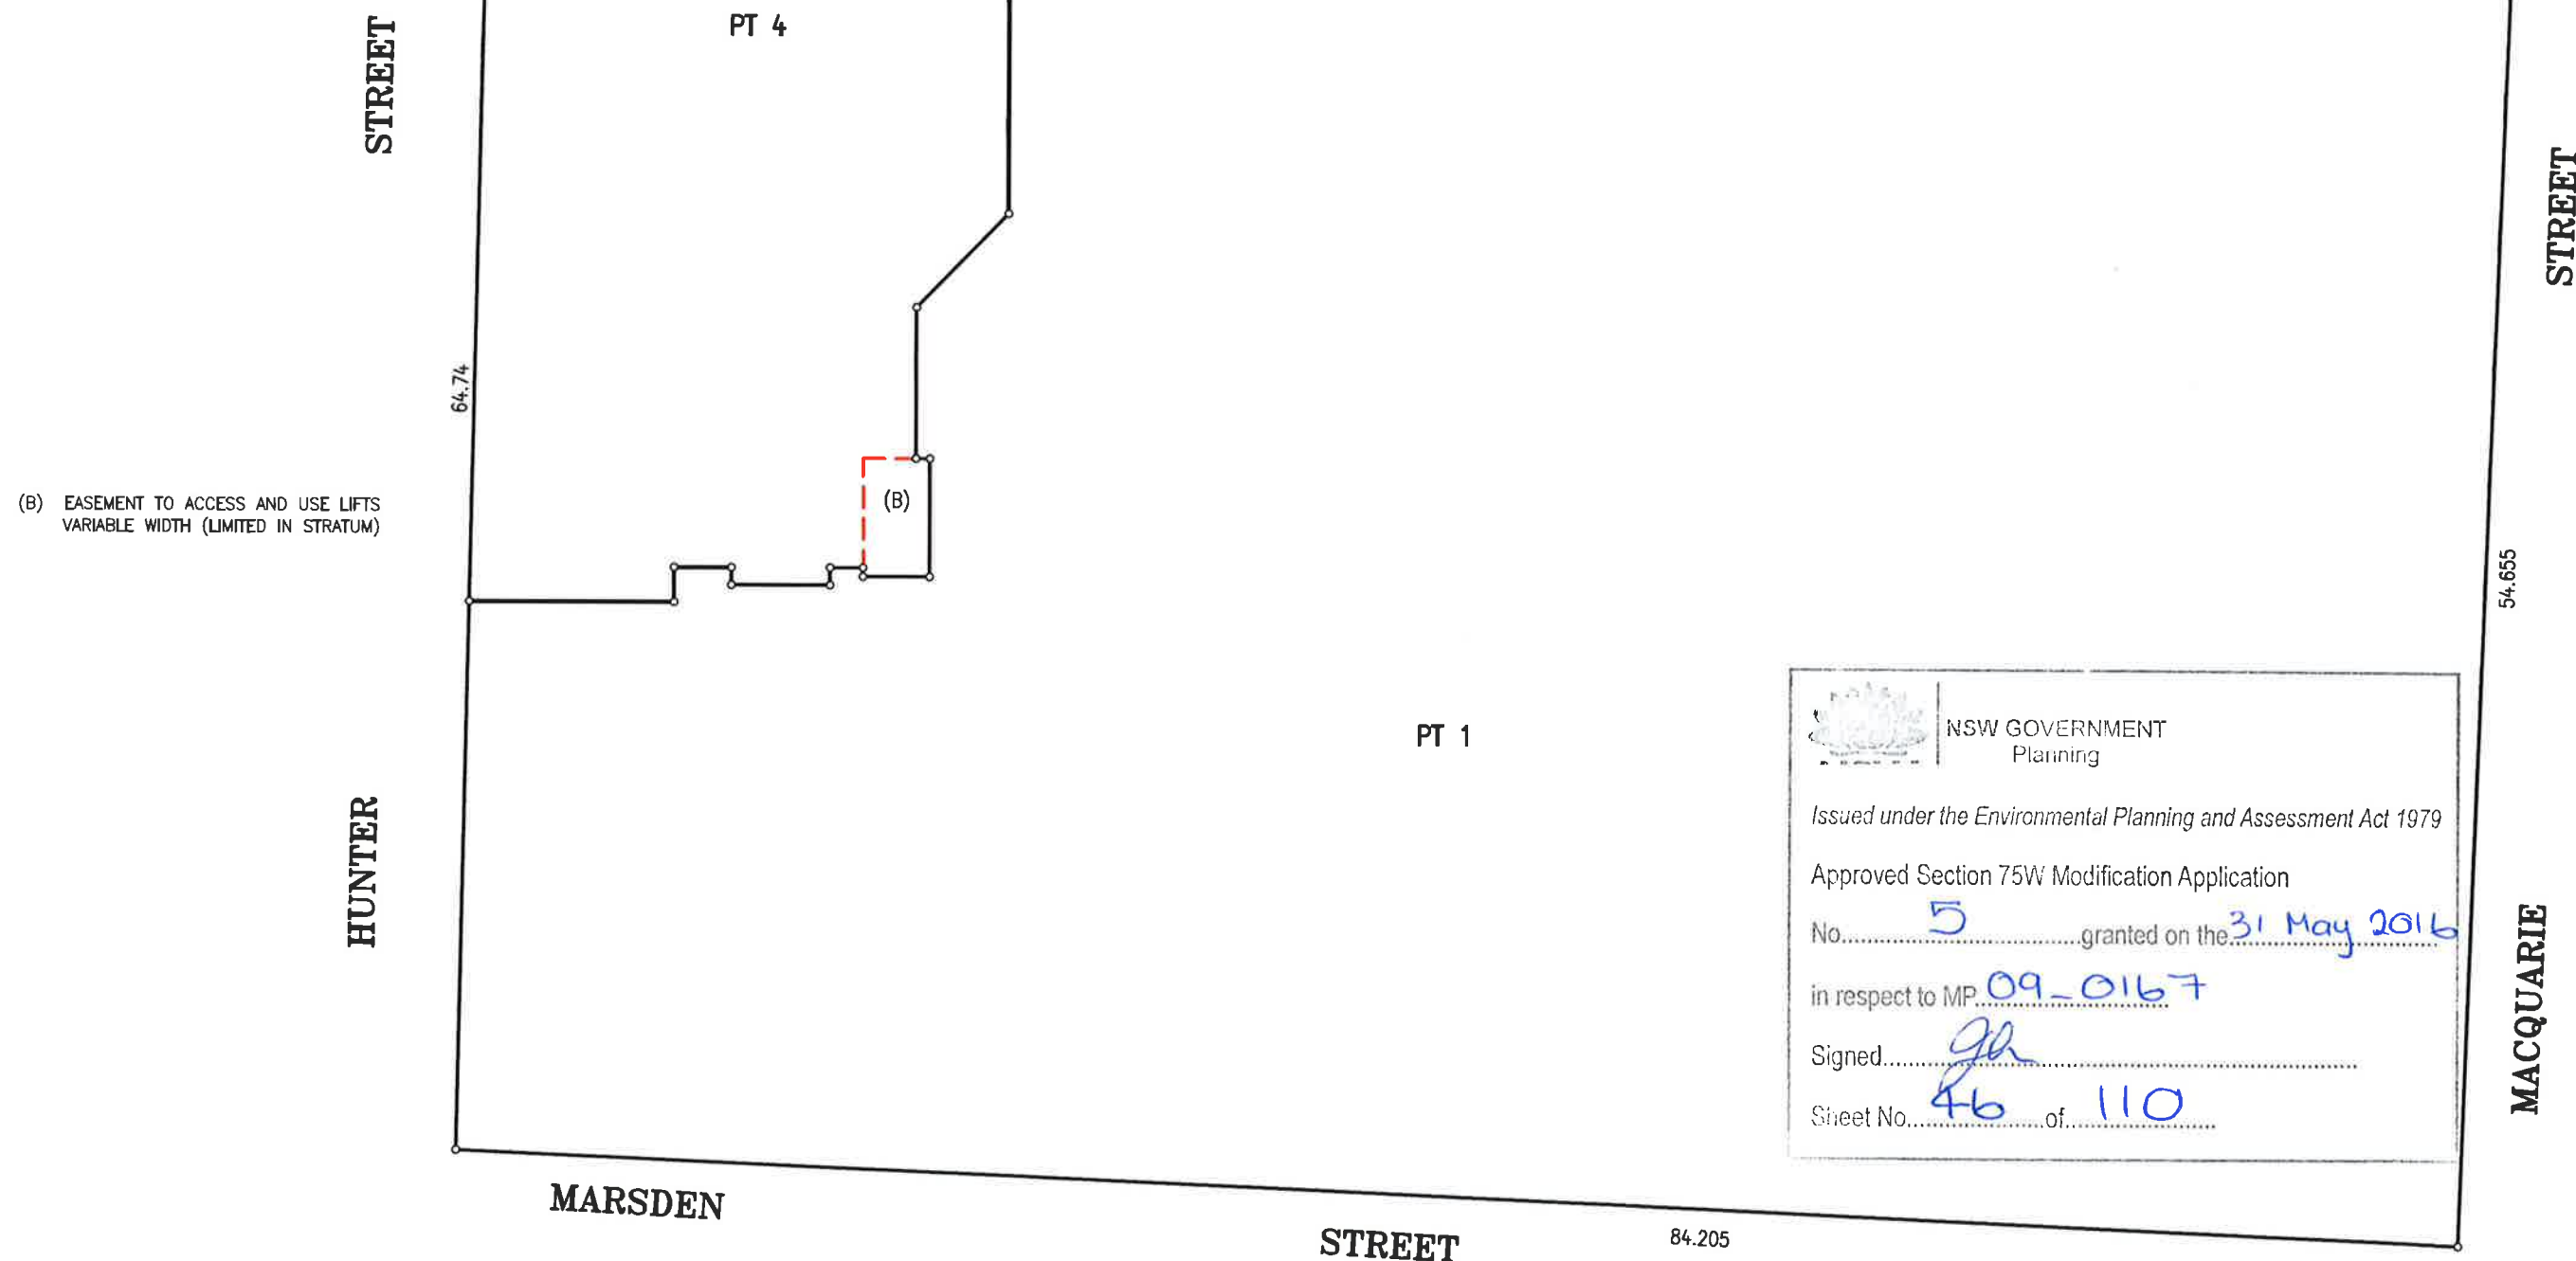 PT 4
STREET
STREET
64.74
(B) EASEMENT TO ACCESS AND USE LIFTS
VARIABLE WIDTH (LIMITED IN STRATUM)
(B)
54.655
PT 1
HUNTER
MACQUARIE
NSW GOVERNMENT
Planning
Issued under the Environmental Planning and Assessment Act 1979
Approved Section 75W Modification Application
No. 5 granted on the 31 May 2016
in respect to MP 09_0167
Signed
Sheet No. 46 of 110
MARSDEN
STREET
84.205